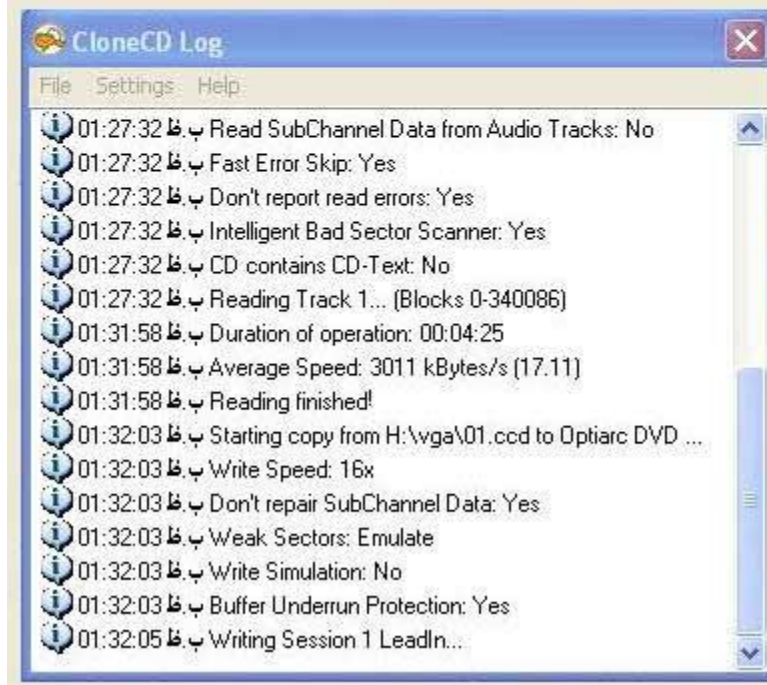 CloneCD Log
File Settings Help
01:27:32 ب.ظ Read SubChannel Data from Audio Tracks: No
01:27:32 ب.ظ Fast Error Skip: Yes
01:27:32 ب.ظ Don't report read errors: Yes
01:27:32 ب.ظ Intelligent Bad Sector Scanner: Yes
01:27:32 ب.ظ CD contains CD-Text: No
01:27:32 ب.ظ Reading Track 1... (Blocks 0-340086)
01:31:58 ب.ظ Duration of operation: 00:04:25
01:31:58 ب.ظ Average Speed: 3011 kBytes/s (17.11)
01:31:58 ب.ظ Reading finished!
01:32:03 ب.ظ Starting copy from H:\vga\01.ccd to Optiarc DVD ...
01:32:03 ب.ظ Write Speed: 16x
01:32:03 ب.ظ Don't repair SubChannel Data: Yes
01:32:03 ب.ظ Weak Sectors: Emulate
01:32:03 ب.ظ Write Simulation: No
01:32:03 ب.ظ Buffer Underrun Protection: Yes
01:32:05 ب.ظ Writing Session 1 LeadIn...